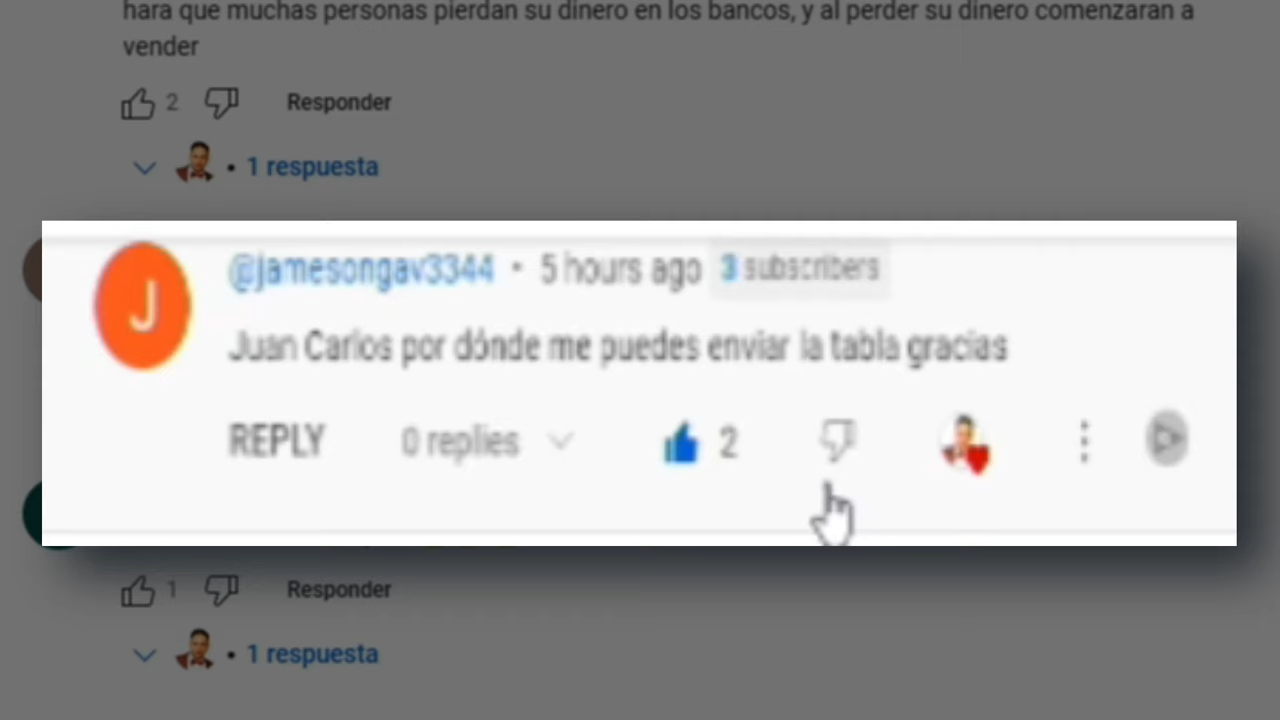 hara que muchas personas pierdan su dinero en los bancos, y al perder su dinero comenzaran a
vender
2 Responder
• 1 respuesta
J
@jamesongav3344 • 5 hours ago 3 subscribers
Juan Carlos por dónde me puedes enviar la tabla gracias
REPLY 0 replies 2
1 Responder
• 1 respuesta